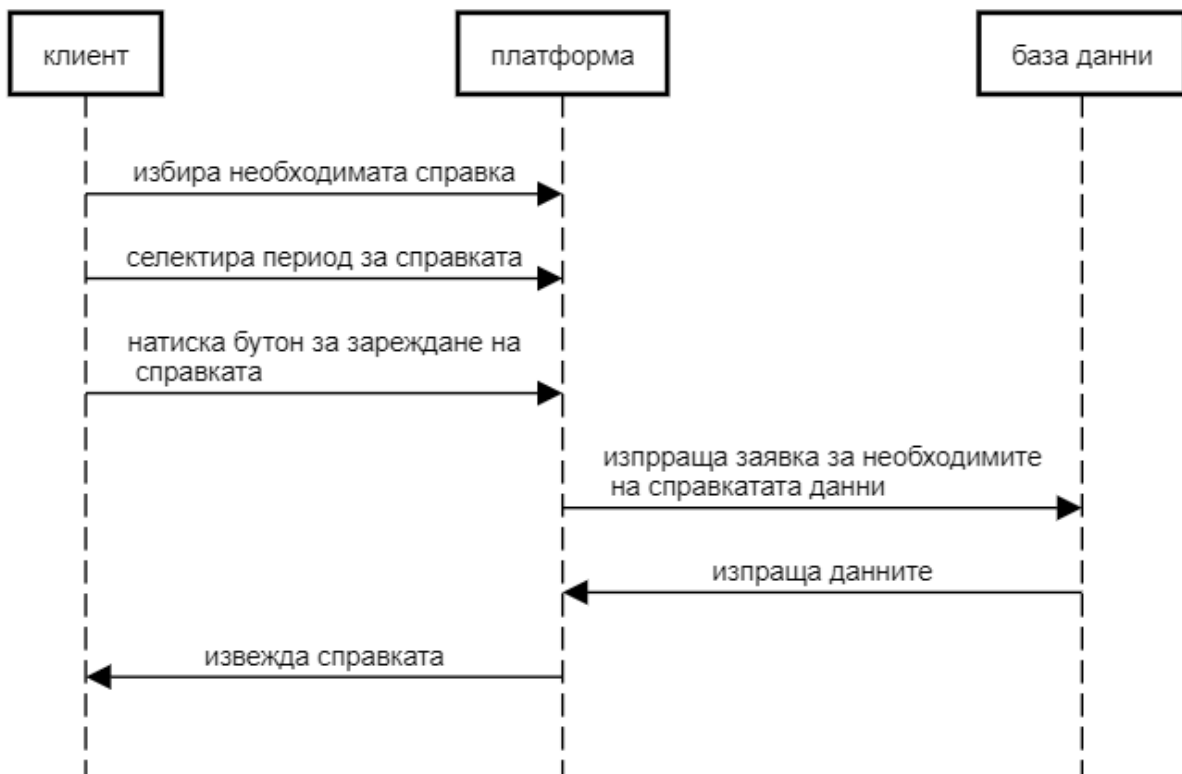 клиент
платформа
база данни
избира необходимата справка
селектира период за справката
натиска бутон за зареждане на
справката
изпрраща заявка за необходимите
на справкатата данни
изпраща данните
извежда справката